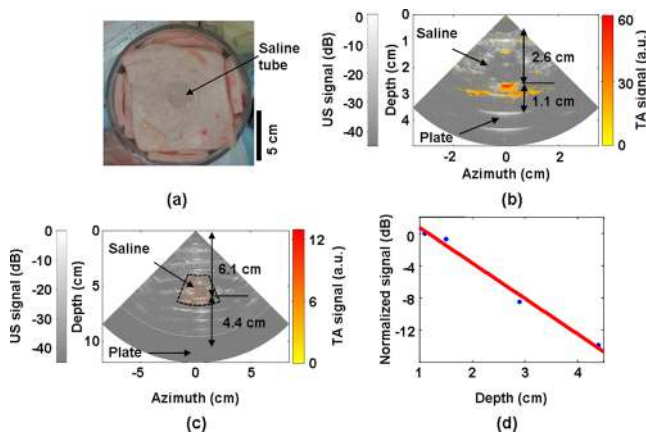 Saline
tube
5 cm
(a)
0
-20
-40
US signal (dB)
0
1
2
3
4
Depth (cm)
Saline
2.6 cm
1.1 cm
Plate
-2 0 2
Azimuth (cm)
60
30
0
TA signal (a.u.)
(b)
0
-10
-20
-30
-40
US signal (dB)
0
4
8
12
Depth (cm)
Saline
6.1 cm
4.4 cm
Plate
-5 0 5
Azimuth (cm)
12
6
0
TA signal (a.u.)
(c)
0
-4
-8
-12
Normalized signal (dB)
1 2 3 4
Depth (cm)
(d)